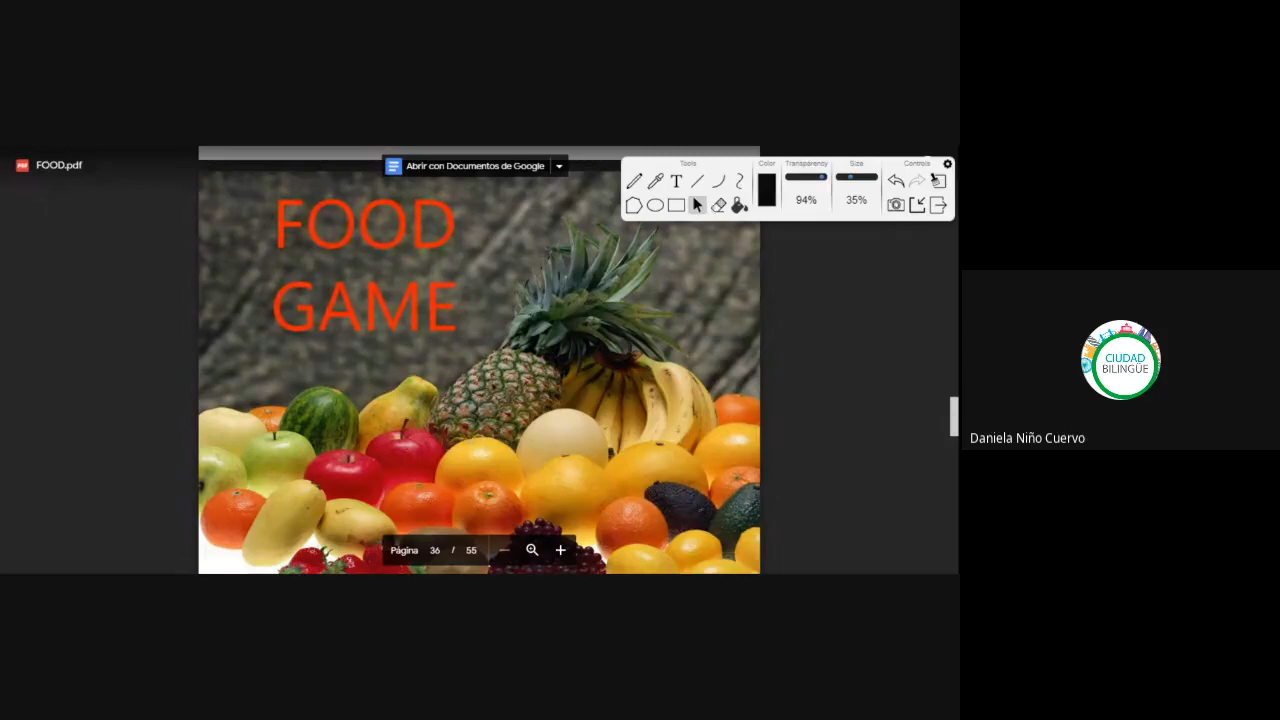 FOOD.pdf
Abrir con Documentos de Google
Tools
Color
Transparency
Size
Controls
94%
35%
FOOD
GAME
CIUDAD
BILINGÜE
Daniela Niño Cuervo
Página 36 / 55